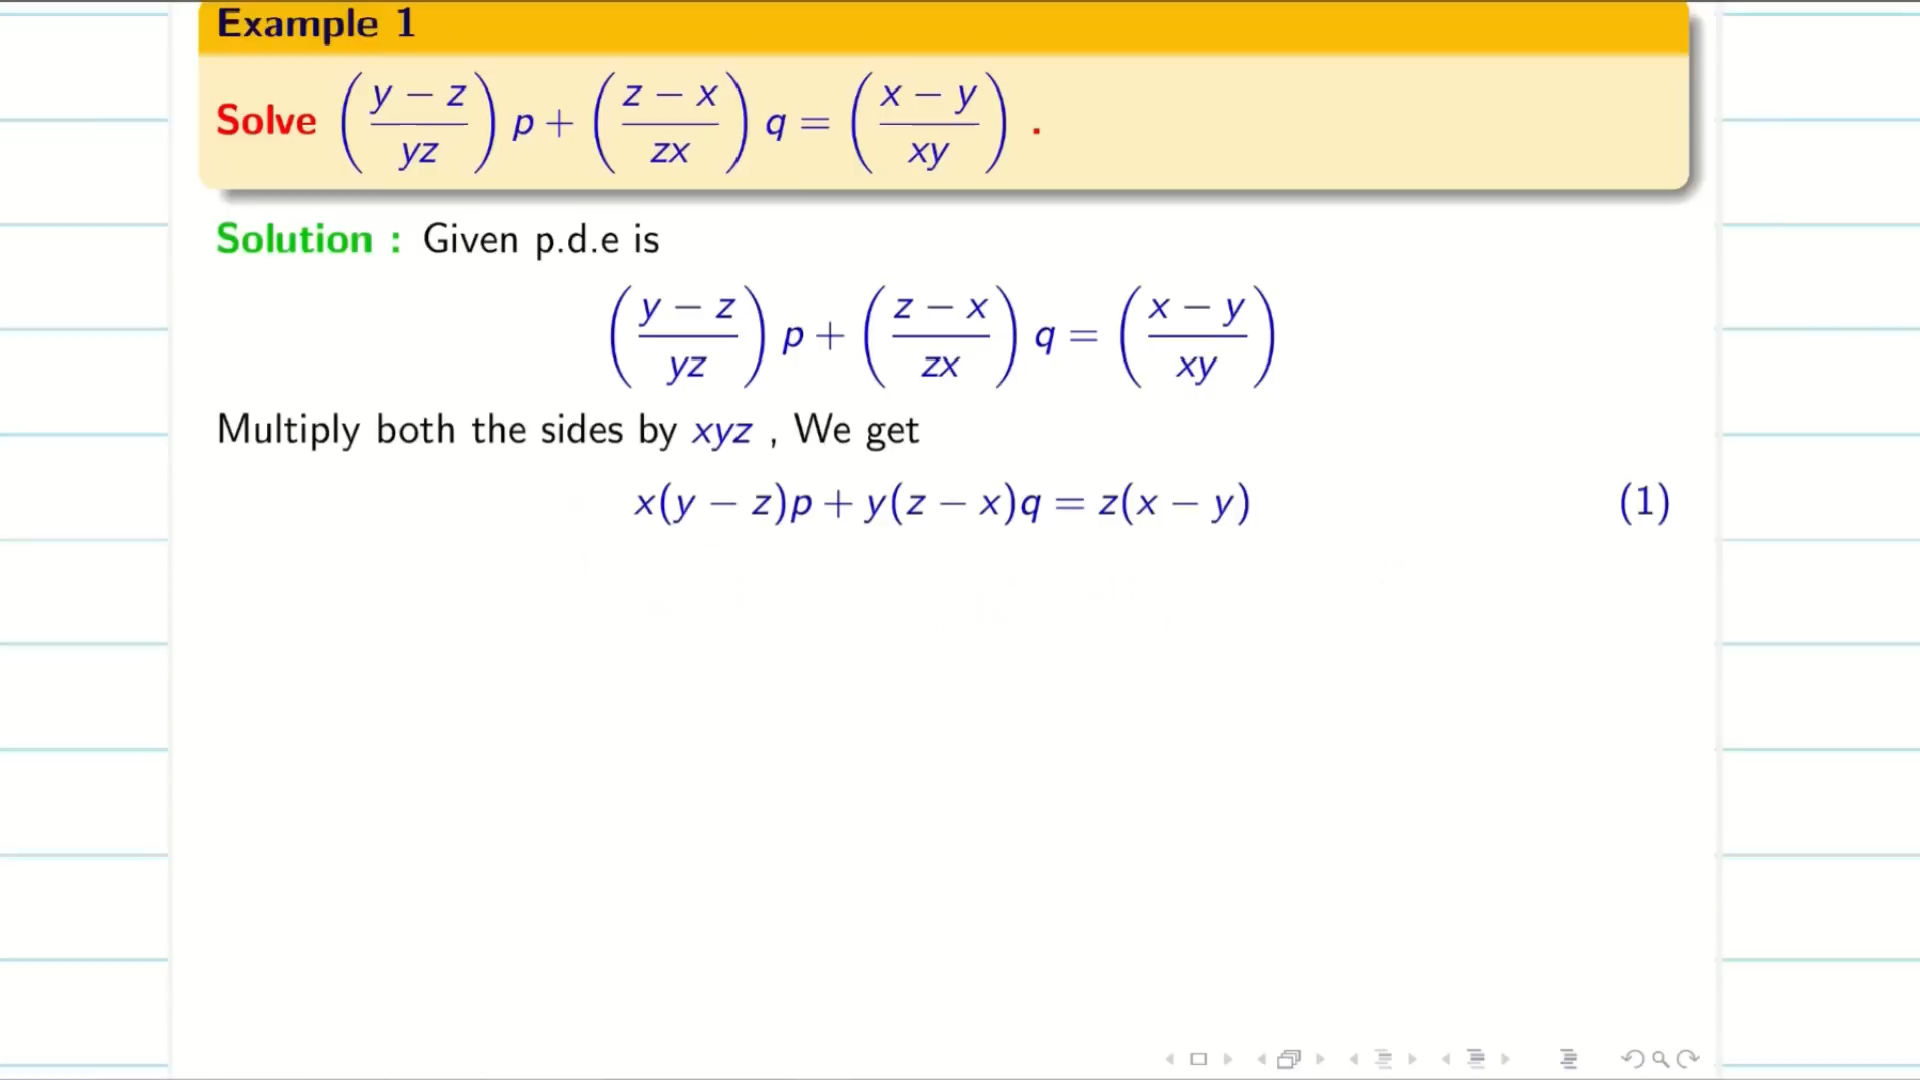 Example 1
Solve ((y − z)/yz) p + ((z − x)/zx) q = ((x − y)/xy) .
Solution : Given p.d.e is
((y − z)/yz) p + ((z − x)/zx) q = ((x − y)/xy)
Multiply both the sides by xyz , We get
x(y − z)p + y(z − x)q = z(x − y) (1)